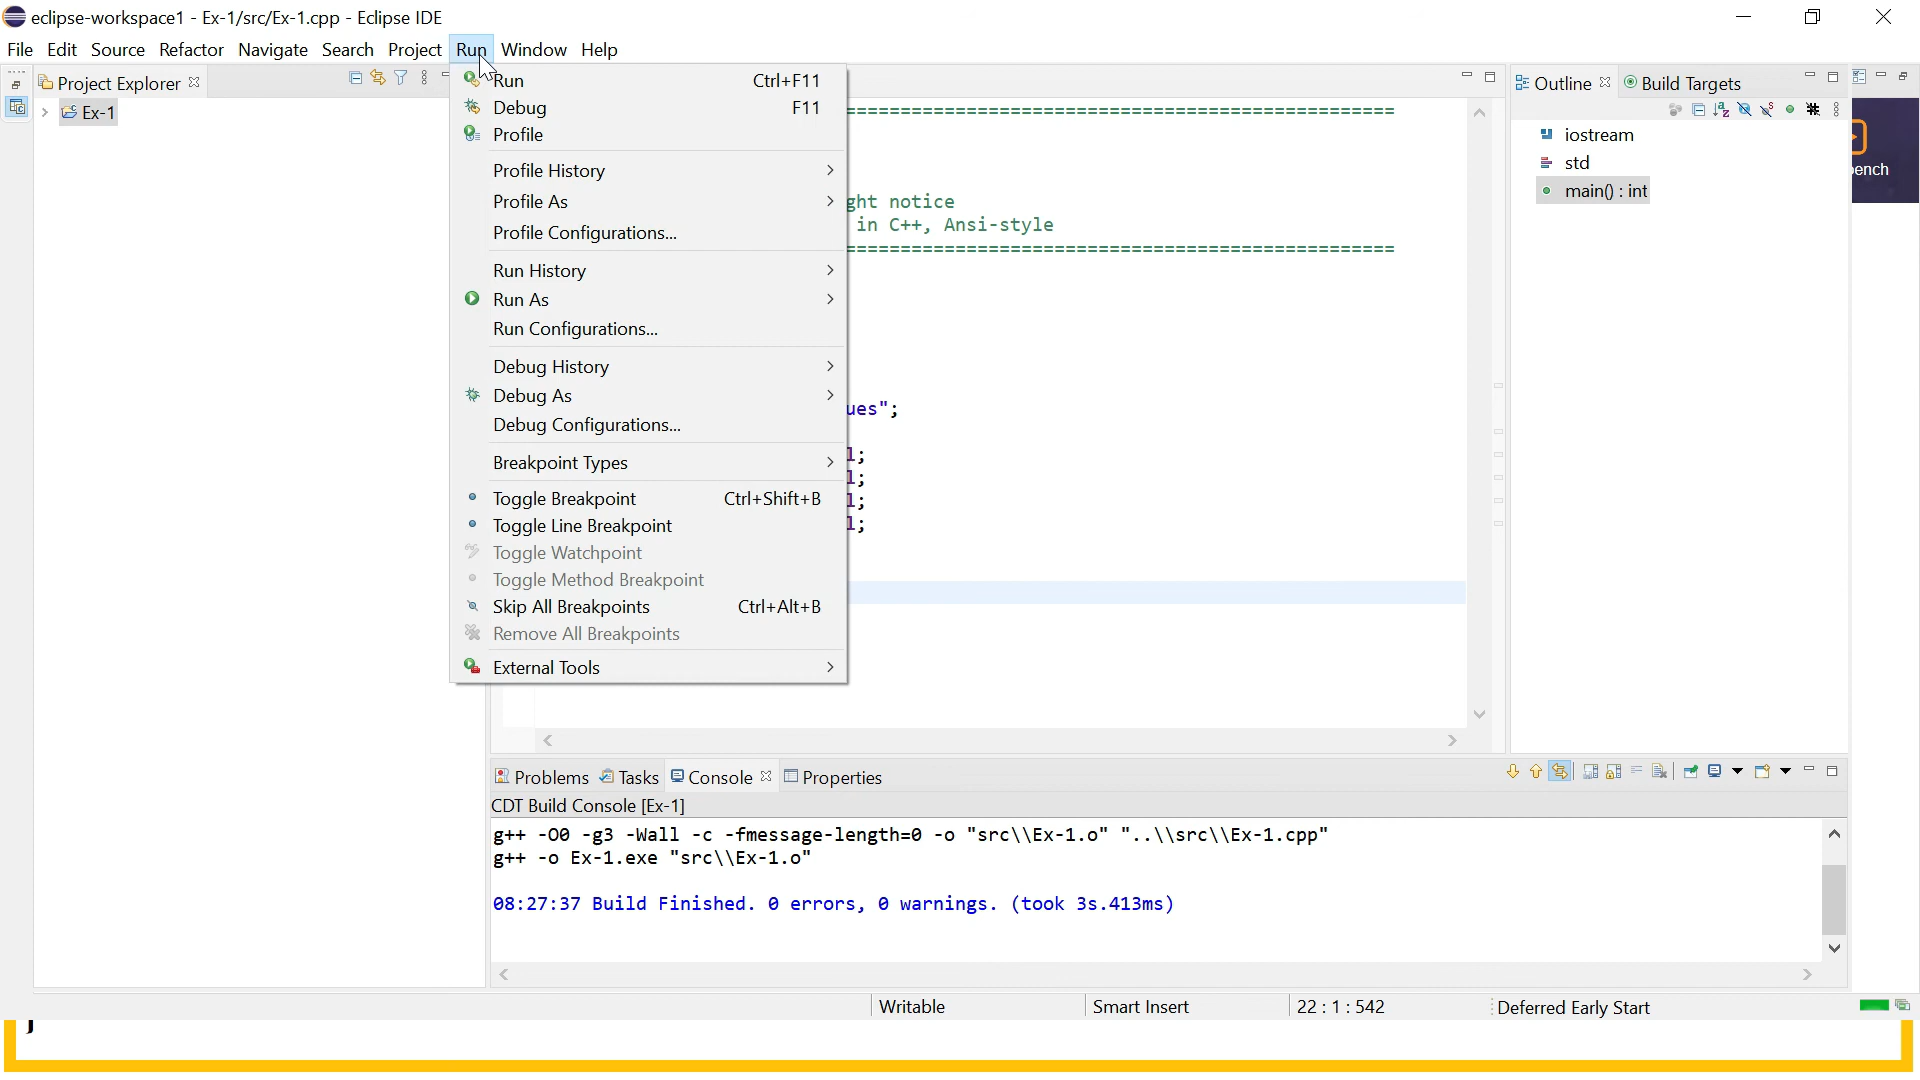 eclipse-workspace1 - Ex-1/src/Ex-1.cpp - Eclipse IDE
File Edit Source Refactor Navigate Search Project Run Window Help
Project Explorer
Ex-1
Run Ctrl+F11
Debug F11
Profile
Profile History
Profile As
Profile Configurations...
Run History
Run As
Run Configurations...
Debug History
Debug As
Debug Configurations...
Breakpoint Types
Toggle Breakpoint Ctrl+Shift+B
Toggle Line Breakpoint
Toggle Watchpoint
Toggle Method Breakpoint
Skip All Breakpoints Ctrl+Alt+B
Remove All Breakpoints
External Tools
==================================================
ght notice
in C++, Ansi-style
==================================================
ues";
l;
l;
l;
l;
Outline Build Targets
iostream
std
main() : int
ench
Problems Tasks Console Properties
CDT Build Console [Ex-1]
g++ -O0 -g3 -Wall -c -fmessage-length=0 -o "src\\Ex-1.o" "..\\src\\Ex-1.cpp"
g++ -o Ex-1.exe "src\\Ex-1.o"
08:27:37 Build Finished. 0 errors, 0 warnings. (took 3s.413ms)
Writable Smart Insert 22 : 1 : 542 Deferred Early Start